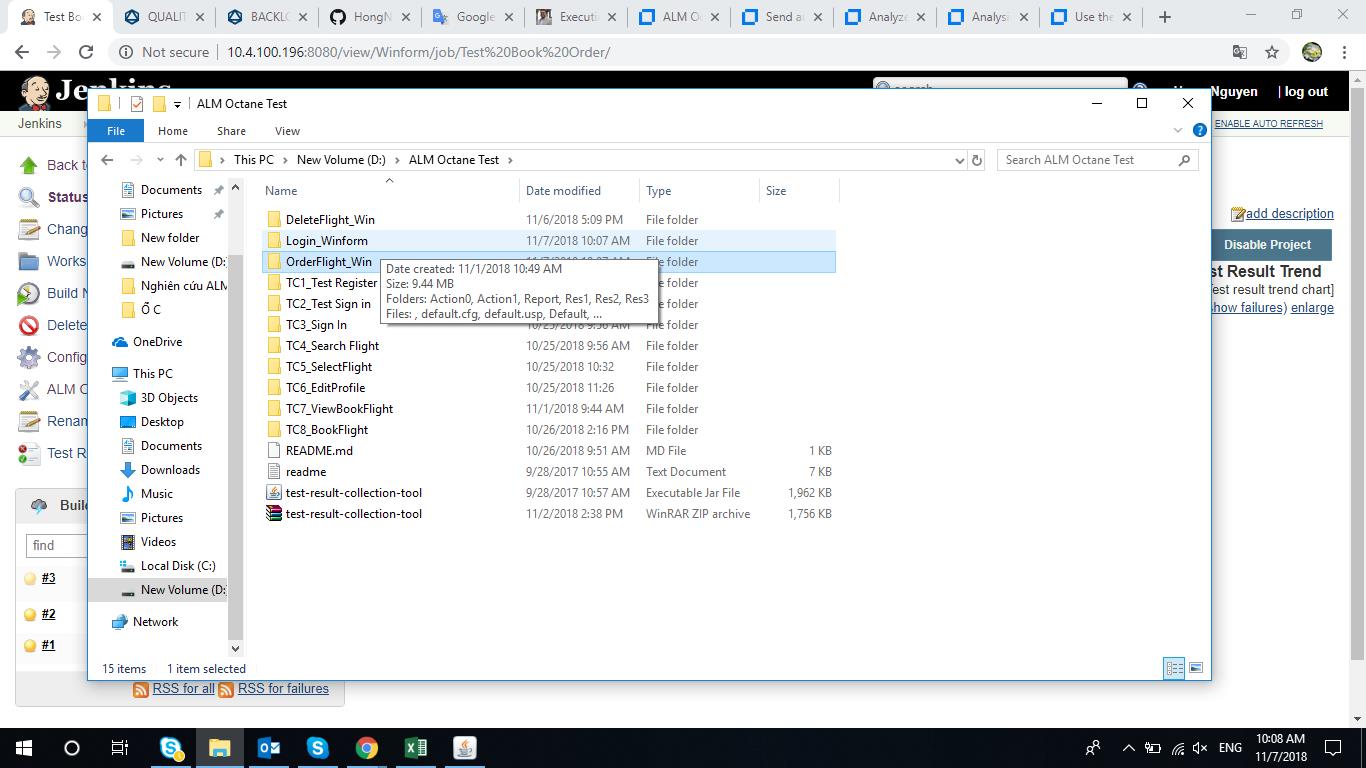 Test Bo
QUALIT
BACKLO
HongN
Google
Executi
ALM O
Send au
Analyze
Analysi
Use the
Not secure
10.4.100.196:8080/view/Winform/job/Test%20Book%20Order/
Jenkins
search
Nguyen
| log out
Jenkins
ENABLE AUTO REFRESH
ALM Octane Test
File
Home
Share
View
This PC
New Volume (D:)
ALM Octane Test
Search ALM Octane Test
Back to
Status
Chang
Works
Build N
Delete
Config
ALM O
Renam
Test R
Build
find
#3
#2
#1
RSS for all
RSS for failures
Documents
Pictures
New folder
New Volume (D:
Nghiên cứu ALM
Ổ C
OneDrive
This PC
3D Objects
Desktop
Documents
Downloads
Music
Pictures
Videos
Local Disk (C:)
New Volume (D:
Network
Name Date modified Type Size
DeleteFlight_Win 11/6/2018 5:09 PM File folder
Login_Winform 11/7/2018 10:07 AM File folder
OrderFlight_Win File folder
Date created: 11/1/2018 10:49 AM
Size: 9.44 MB
Folders: Action0, Action1, Report, Res1, Res2, Res3
Files: , default.cfg, default.usp, Default, ...
TC1_Test Register folder
TC2_Test Sign in
TC3_Sign In 10/25/2018 9:56 AM File folder
TC4_Search Flight 10/25/2018 9:56 AM File folder
TC5_SelectFlight 10/25/2018 10:32 File folder
TC6_EditProfile 10/25/2018 11:26 File folder
TC7_ViewBookFlight 11/1/2018 9:44 AM File folder
TC8_BookFlight 10/26/2018 2:16 PM File folder
README.md 10/26/2018 9:51 AM MD File 1 KB
readme 9/28/2017 10:55 AM Text Document 7 KB
test-result-collection-tool 9/28/2017 10:57 AM Executable Jar File 1,962 KB
test-result-collection-tool 11/2/2018 2:38 PM WinRAR ZIP archive 1,756 KB
15 items
1 item selected
add description
Disable Project
st Result Trend
est result trend chart]
how failures) enlarge
ENG
10:08 AM
11/7/2018